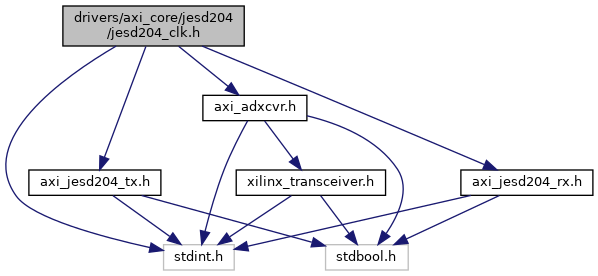 drivers/axi_core/jesd204
/jesd204_clk.h
axi_adxcvr.h
axi_jesd204_tx.h
xilinx_transceiver.h
axi_jesd204_rx.h
stdint.h
stdbool.h